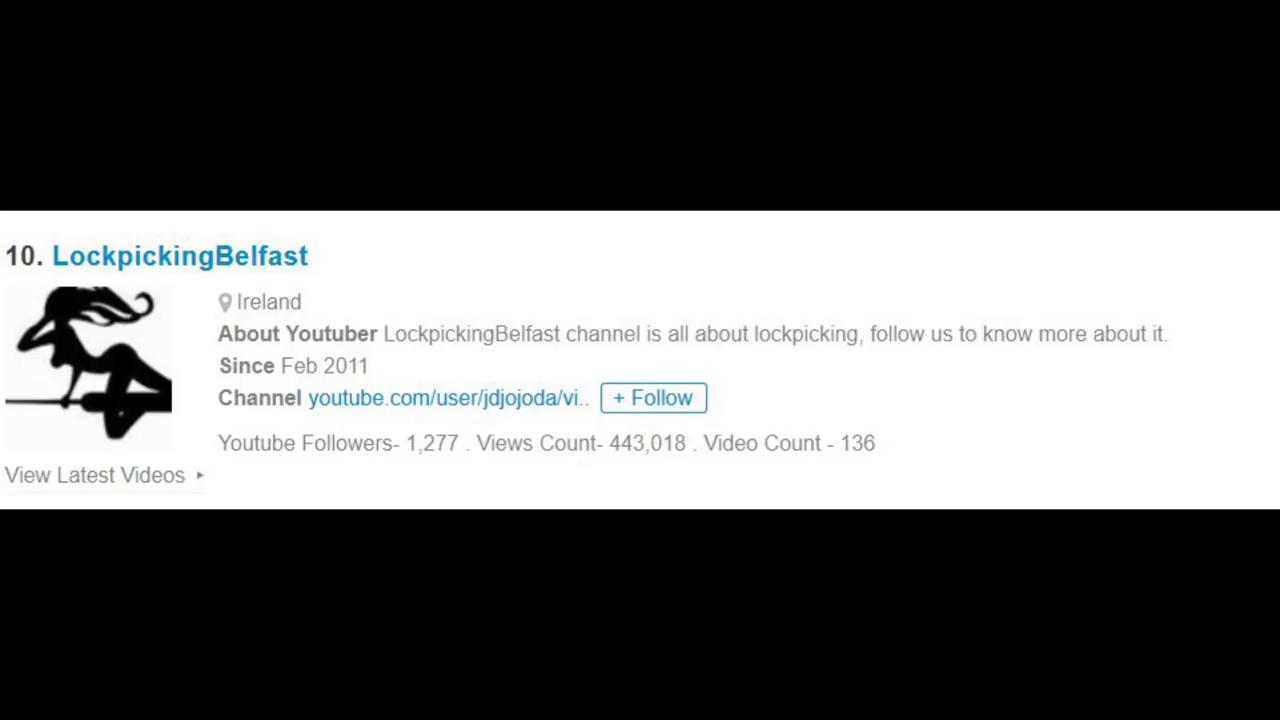 10. LockpickingBelfast
Ireland
About Youtuber LockpickingBelfast channel is all about lockpicking, follow us to know more about it.
Since Feb 2011
Channel youtube.com/user/jdjojoda/vi.. + Follow
Youtube Followers- 1,277 . Views Count- 443,018 . Video Count - 136
View Latest Videos ▸